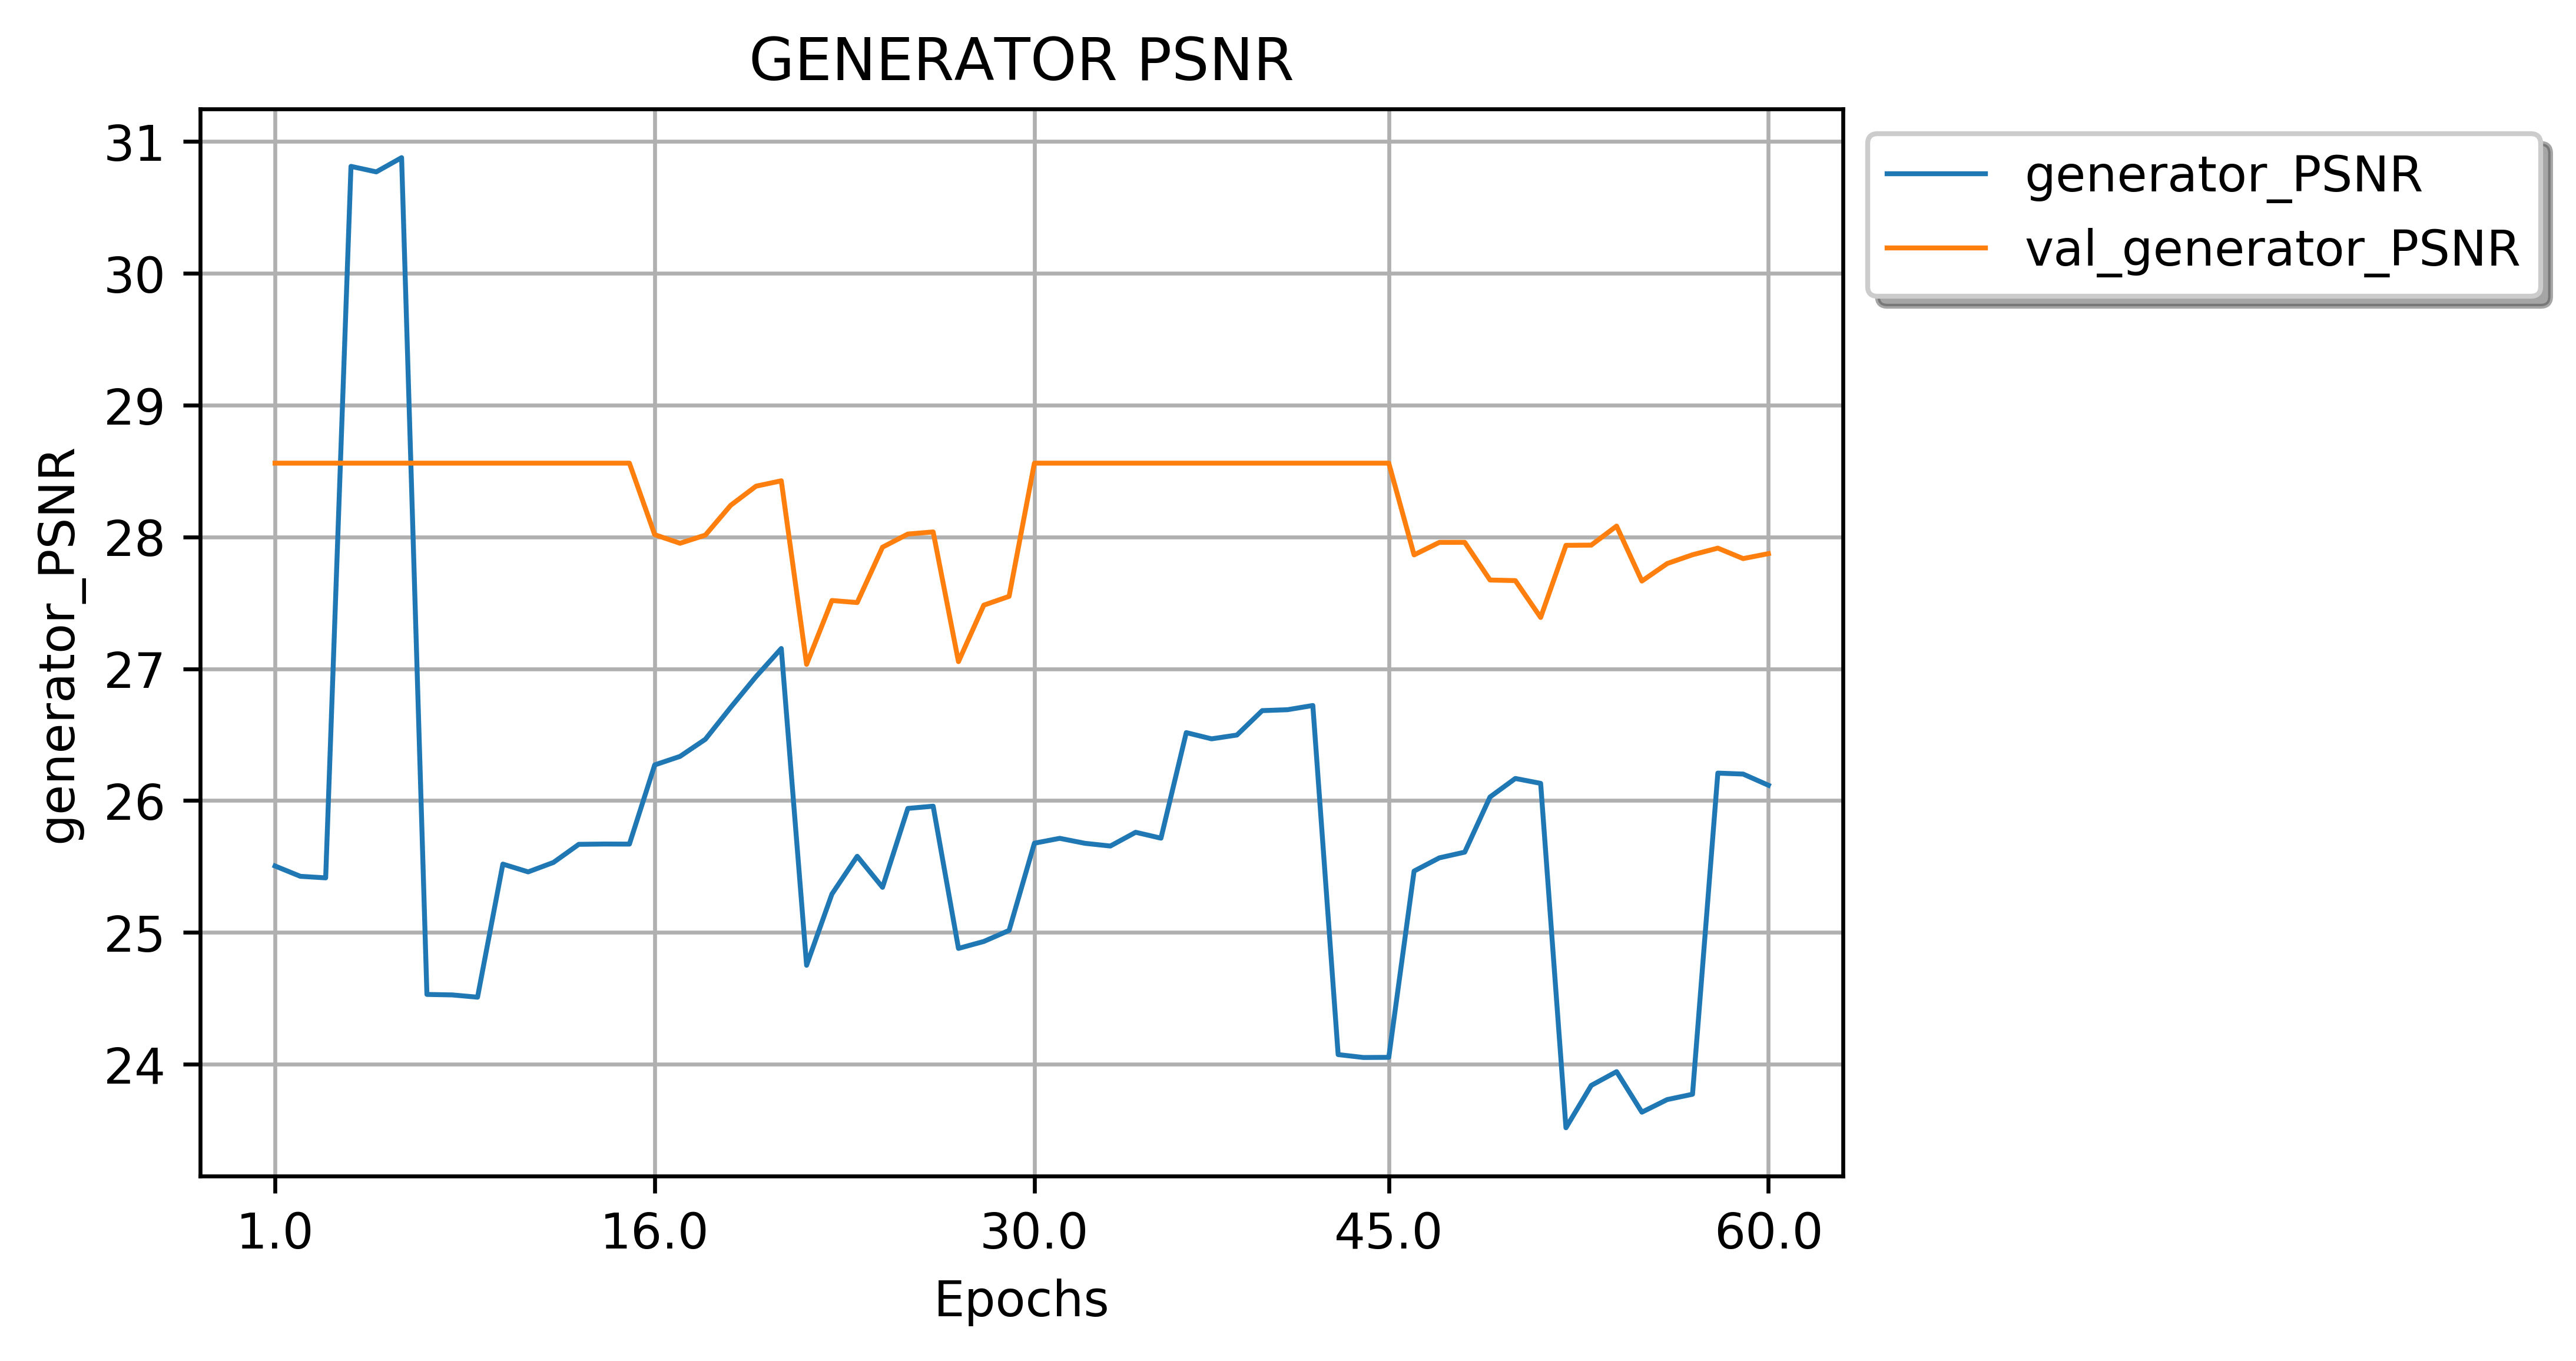 GENERATOR PSNR
31
30
29
28
27
26
25
24
generator_PSNR
1.0 16.0 30.0 45.0 60.0
Epochs
generator_PSNR
val_generator_PSNR